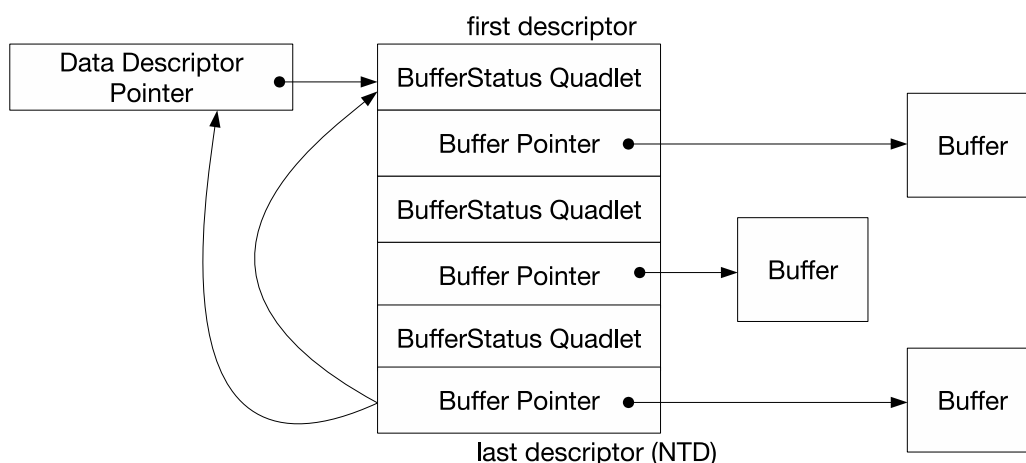 first descriptor
Data Descriptor
Pointer
BufferStatus Quadlet
Buffer Pointer
Buffer
BufferStatus Quadlet
Buffer Pointer
Buffer
BufferStatus Quadlet
Buffer Pointer
Buffer
last descriptor (NTD)